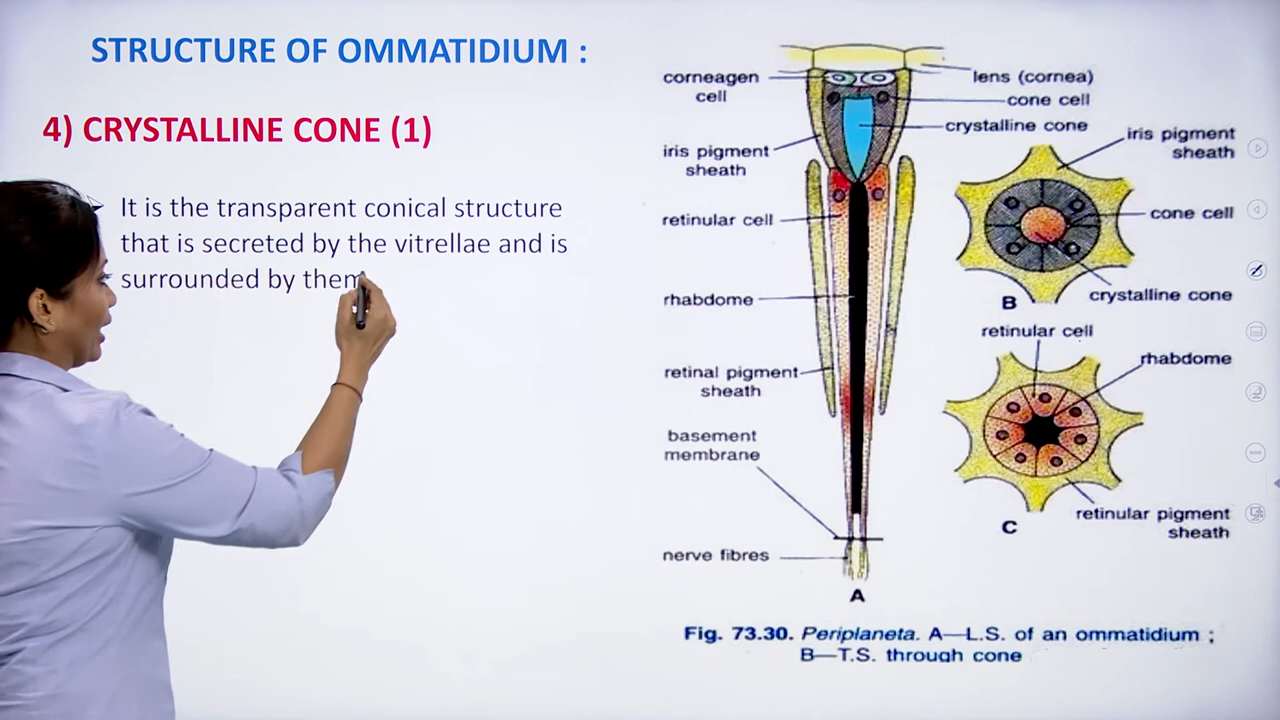 STRUCTURE OF OMMATIDIUM :
4) CRYSTALLINE CONE (1)
It is the transparent conical structure
that is secreted by the vitrellae and is
surrounded by them
corneagen
cell
iris pigment
sheath
retinular cell
rhabdome
retinal pigment
sheath
basement
membrane
nerve fibres
lens (cornea)
cone cell
crystalline cone
A
iris pigment
sheath
cone cell
crystalline cone
B
retinular cell
rhabdome
retinular pigment
sheath
C
Fig. 73.30. Periplaneta. A—L.S. of an ommatidium ;
B—T.S. through cone